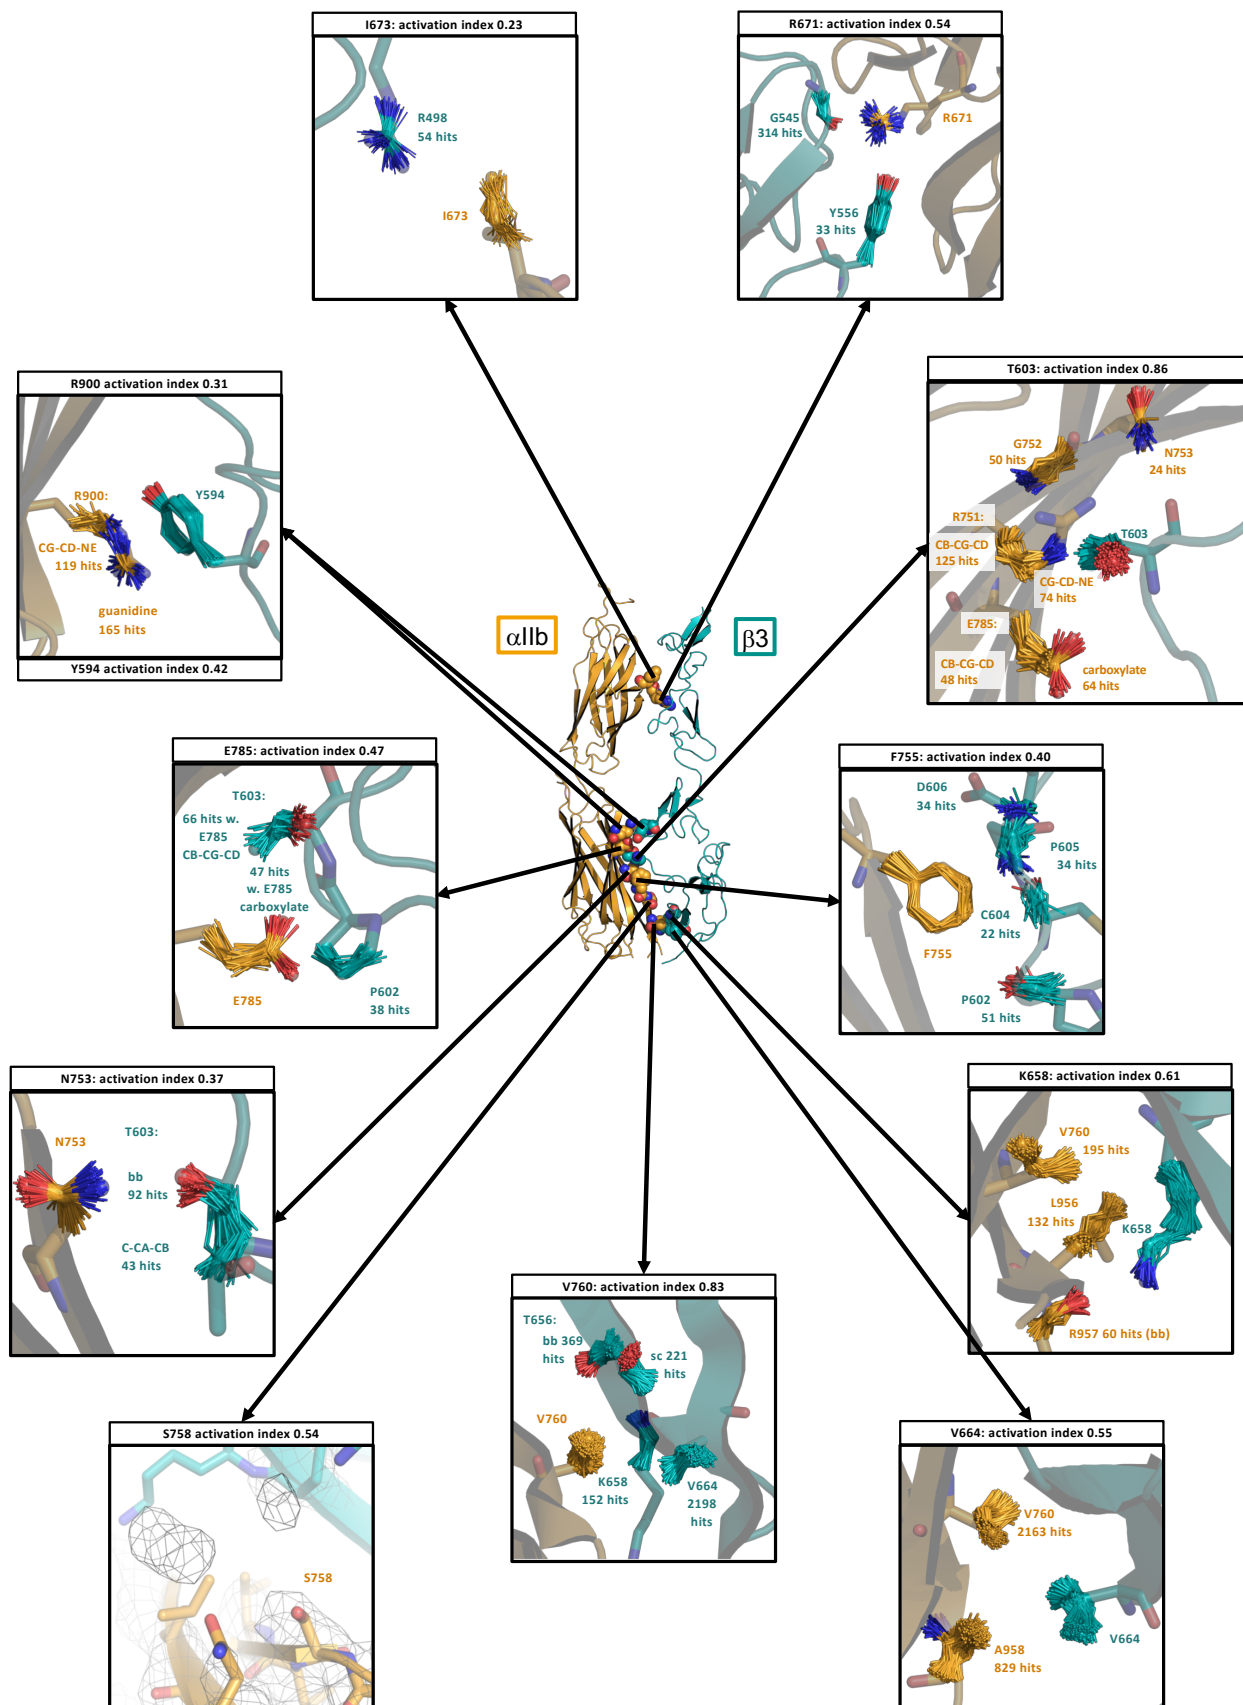 I673: activation index 0.23
R498
54 hits
I673
R671: activation index 0.54
G545
314 hits
R671
Y556
33 hits
R900 activation index 0.31
R900:
Y594
CG-CD-NE
119 hits
guanidine
165 hits
Y594 activation index 0.42
T603: activation index 0.86
G752
50 hits
N753
24 hits
R751:
T603
CB-CG-CD
125 hits
CG-CD-NE
74 hits
E785:
CB-CG-CD
48 hits
carboxylate
64 hits
αIIb
β3
E785: activation index 0.47
T603:
66 hits w.
E785
CB-CG-CD
47 hits
w. E785
carboxylate
E785
P602
38 hits
F755: activation index 0.40
D606
34 hits
P605
34 hits
C604
22 hits
F755
P602
51 hits
N753: activation index 0.37
T603:
N753
bb
92 hits
C-CA-CB
43 hits
K658: activation index 0.61
V760
195 hits
L956
132 hits
K658
R957 60 hits (bb)
V760: activation index 0.83
T656:
bb 369
hits
sc 221
hits
V760
K658
152 hits
V664
2198
hits
S758 activation index 0.54
S758
V664: activation index 0.55
V760
2163 hits
V664
A958
829 hits